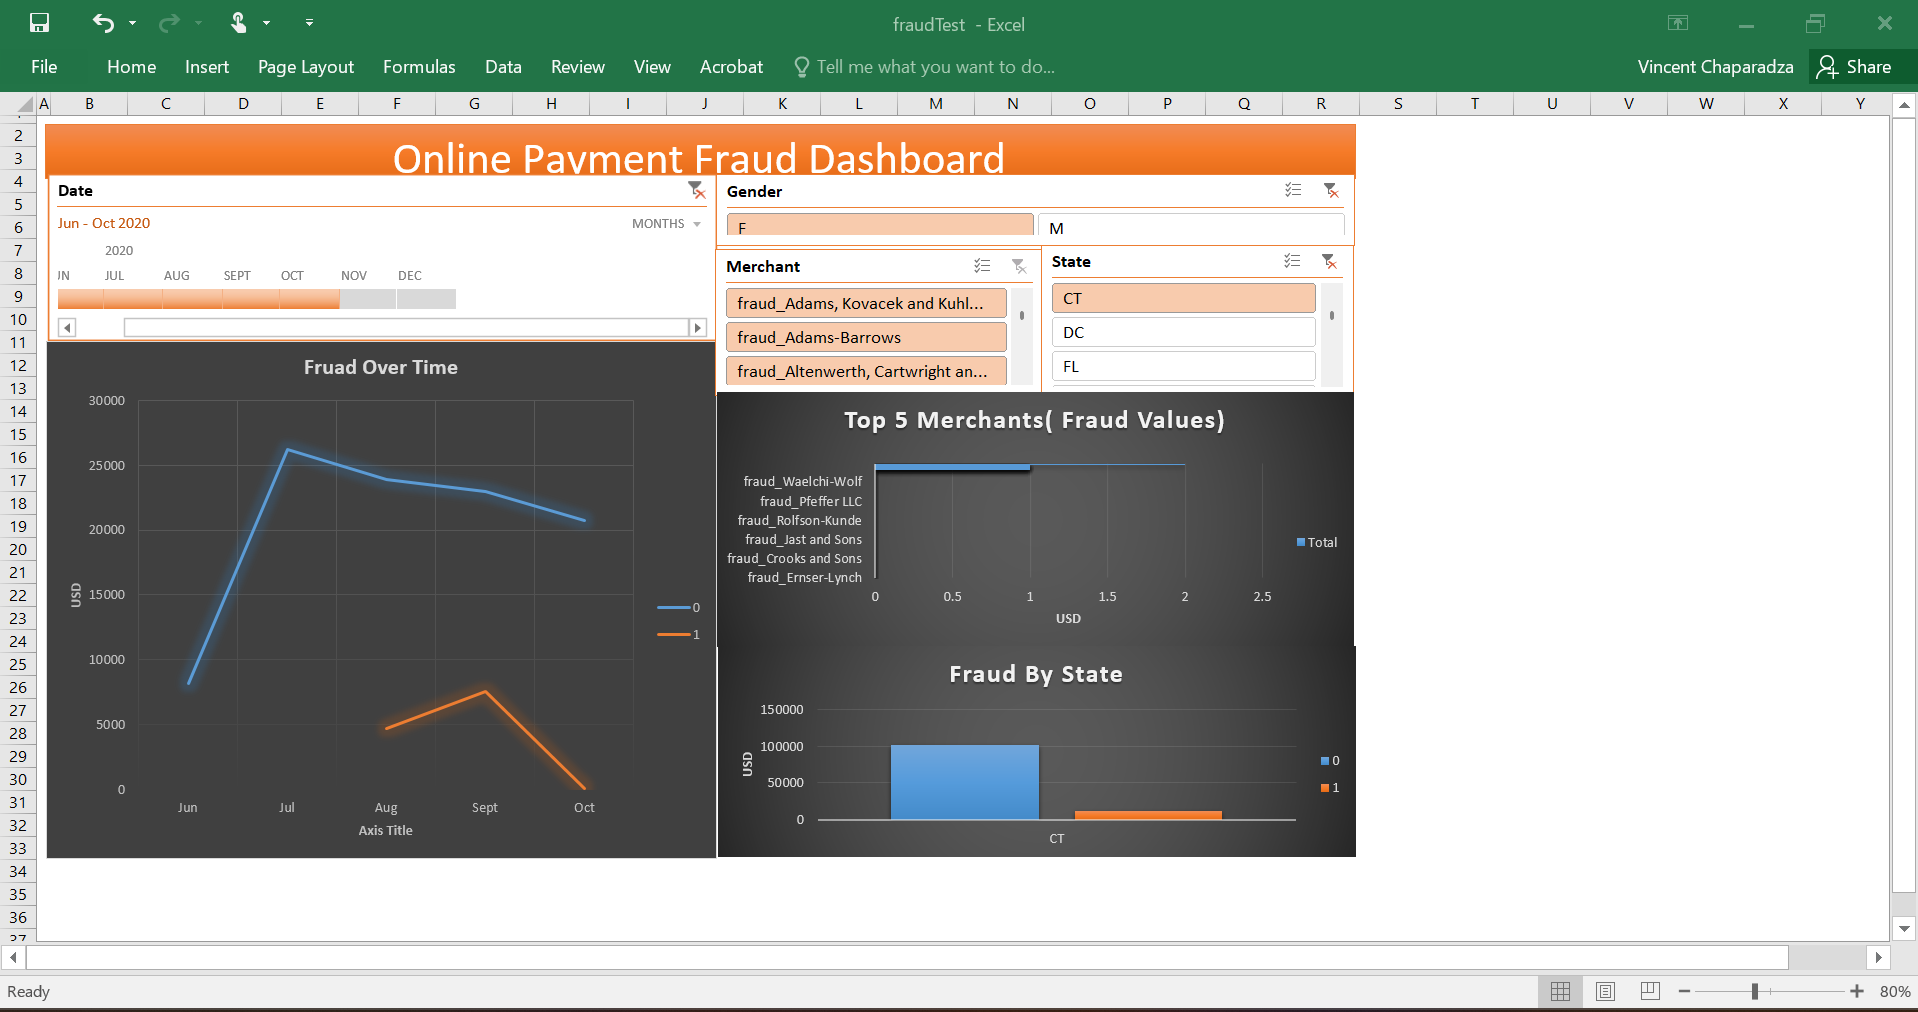 fraudTest - Excel
File Home Insert Page Layout Formulas Data Review View Acrobat Tell me what you want to do... Vincent Chaparadza Share
A B C D E F G H I J K L M N O P Q R S T U V W X Y
2
3
4
5
6
7
8
9
10
11
12
13
14
15
16
17
18
19
20
21
22
23
24
25
26
27
28
29
30
31
32
33
34
35
36
37
Online Payment Fraud Dashboard
Date
Jun - Oct 2020 MONTHS
2020
JN JUL AUG SEPT OCT NOV DEC
Gender
F M
Merchant
fraud_Adams, Kovacek and Kuhl...
fraud_Adams-Barrows
fraud_Altenwerth, Cartwright an...
State
CT
DC
FL
Fruad Over Time
30000
25000
20000
15000
10000
5000
0
USD
Jun Jul Aug Sept Oct
Axis Title
0
1
Top 5 Merchants( Fraud Values)
fraud_Waelchi-Wolf
fraud_Pfeffer LLC
fraud_Rolfson-Kunde
fraud_Jast and Sons
fraud_Crooks and Sons
fraud_Ernser-Lynch
0 0.5 1 1.5 2 2.5
USD
Total
Fraud By State
150000
100000
50000
0
USD
CT
0
1
Ready 80%